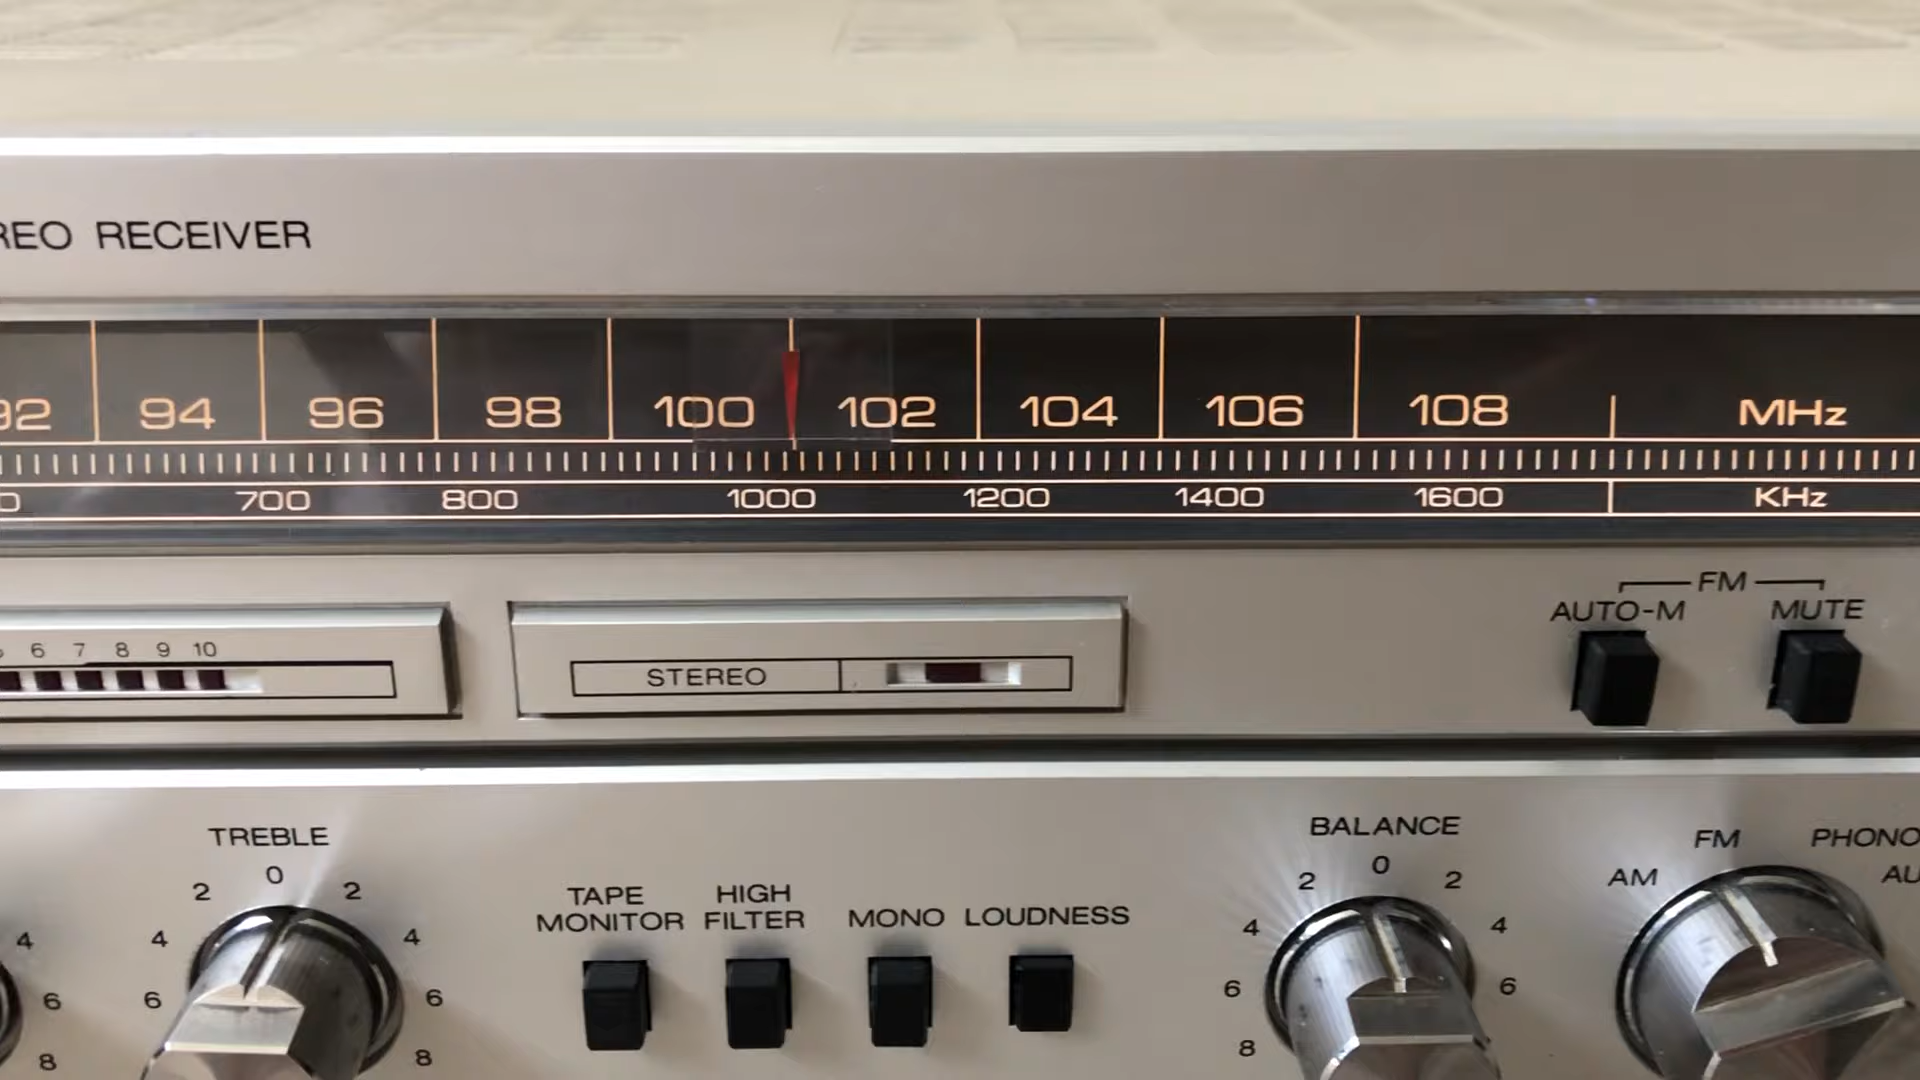 REO RECEIVER
92 94 96 98 100 102 104 106 108 MHz
0 700 800 1000 1200 1400 1600 KHz
FM
AUTO-M MUTE
6 7 8 9 10
STEREO
TREBLE
0
2 2
4 4
6 6
8
TAPE MONITOR
HIGH FILTER
MONO
LOUDNESS
BALANCE
0
2 2
4 4
6 6
8
AM FM PHONO
AU
4
6
8